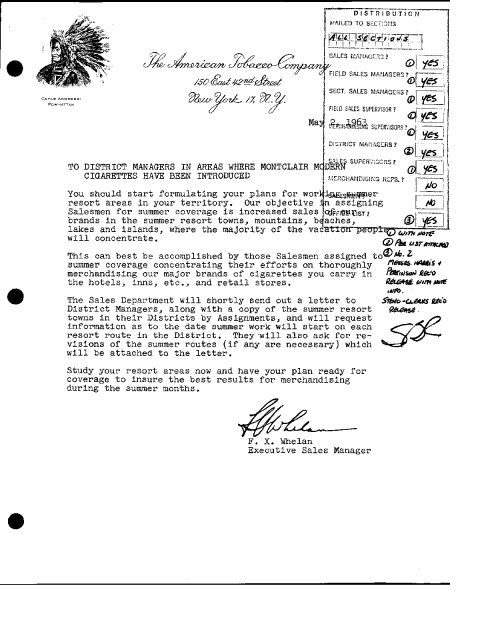 DISTRIBUTION
MAILED TO SECTIONS
ALL SECTIONS
SALES MANAGERS?
① YES
FIELD SALES MANAGERS?
① YES
SECT. SALES MANAGERS?
① YES
FIELD SALES SUPERVISOR?
① YES
MERCHANDISING SUPERVISORS?
① YES
DISTRICT MANAGERS?
② YES
SALES SUPERVISORS?
① YES
MERCHANDISING REPS.?
NO
NO
OFFICE LIST?
③ YES
The American Tobacco Company
150 East 42nd Street
New York 17, N.Y.
May 2, 1963
TO DISTRICT MANAGERS IN AREAS WHERE MONTCLAIR MODERN
CIGARETTES HAVE BEEN INTRODUCED
You should start formulating your plans for working summer
resort areas in your territory. Our objective in assigning
Salesmen for summer coverage is increased sales of our
brands in the summer resort towns, mountains, beaches,
lakes and islands, where the majority of the vacation people
will concentrate.
This can best be accomplished by those Salesmen assigned to
summer coverage concentrating their efforts on thoroughly
merchandising our major brands of cigarettes you carry in
the hotels, inns, etc., and retail stores.
The Sales Department will shortly send out a letter to
District Managers, along with a copy of the summer resort
towns in their Districts by Assignments, and will request
information as to the date summer work will start on each
resort route in the District. They will also ask for re-
visions of the summer routes (if any are necessary) which
will be attached to the letter.
Study your resort areas now and have your plan ready for
coverage to insure the best results for merchandising
during the summer months.
① WITH NOTE
② PER LIST ATTACHED
③ No. 2
MESSRS. HARRIS +
PARKINSON REC'D
RELEASE WITH NOTE
INFO.
STENO-CLERKS REC'D
RELEASE.
F. X. Whelan
Executive Sales Manager